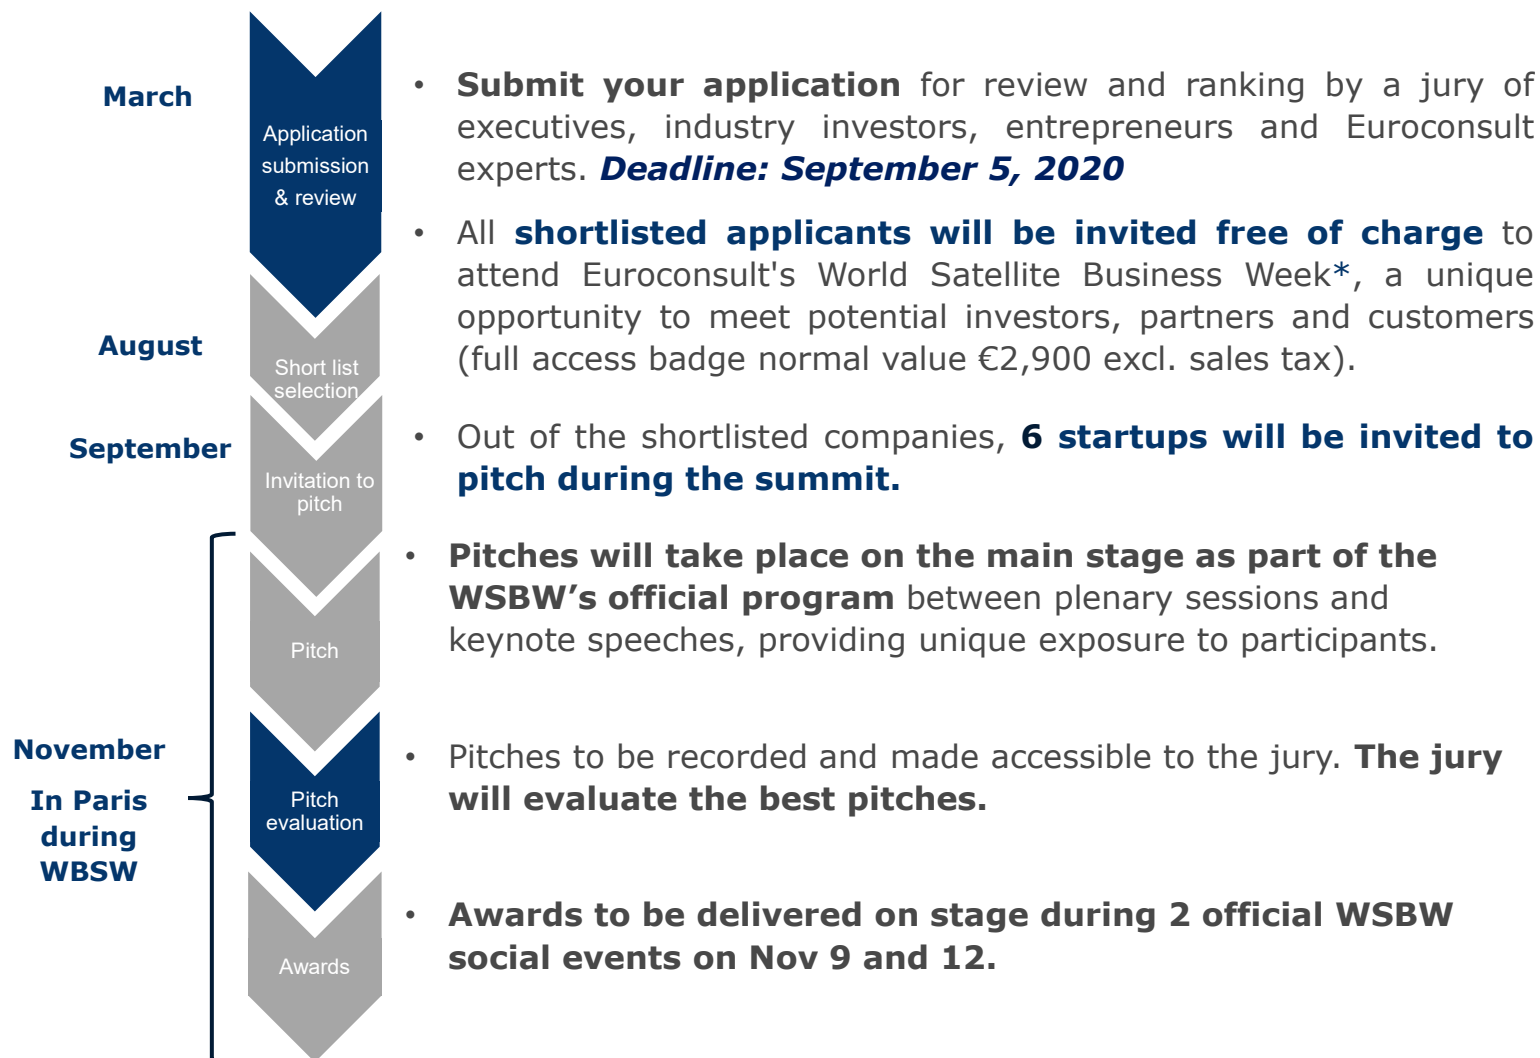 March
Application
submission
& review
• Submit your application for review and ranking by a jury of
executives, industry investors, entrepreneurs and Euroconsult
experts. Deadline: September 5, 2020
• All shortlisted applicants will be invited free of charge to
attend Euroconsult's World Satellite Business Week*, a unique
opportunity to meet potential investors, partners and customers
(full access badge normal value €2,900 excl. sales tax).
August
Short list
selection
September
Invitation to
pitch
• Out of the shortlisted companies, 6 startups will be invited to
pitch during the summit.
• Pitches will take place on the main stage as part of the
WSBW’s official program between plenary sessions and
keynote speeches, providing unique exposure to participants.
Pitch
November
In Paris
during
WBSW
Pitch
evaluation
• Pitches to be recorded and made accessible to the jury. The jury
will evaluate the best pitches.
• Awards to be delivered on stage during 2 official WSBW
social events on Nov 9 and 12.
Awards